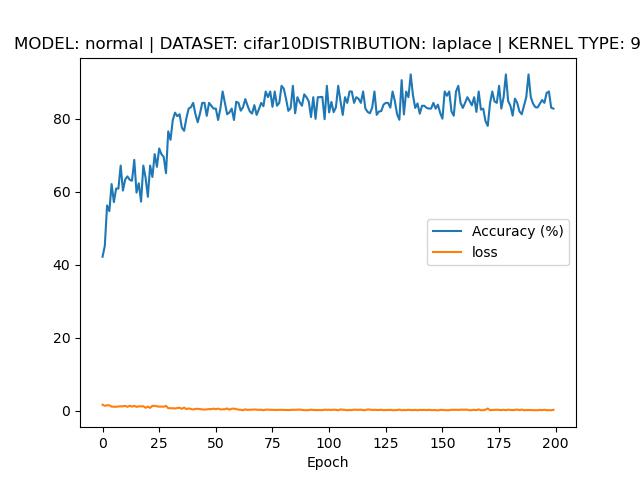 MODEL: normal | DATASET: cifar10DISTRIBUTION: laplace | KERNEL TYPE: 9
80
60
40
20
0
Accuracy (%)
loss
0 25 50 75 100 125 150 175 200
Epoch